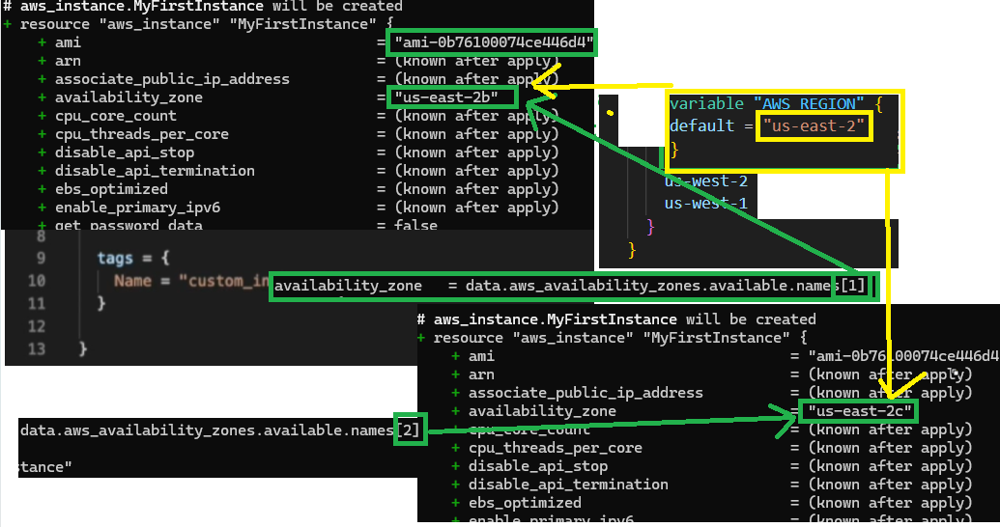 # aws_instance.MyFirstInstance will be created
+ resource "aws_instance" "MyFirstInstance" {
+ ami = "ami-0b76100074ce446d4"
+ arn = (known after apply)
+ associate_public_ip_address = (known after apply)
+ availability_zone = "us-east-2b"
+ cpu_core_count = (known after apply)
+ cpu_threads_per_core = (known after apply)
+ disable_api_stop = (known after apply)
+ disable_api_termination = (known after apply)
+ ebs_optimized = (known after apply)
+ enable_primary_ipv6 = (known after apply)
+ get_password_data = false
variable "AWS_REGION" {
default = "us-east-2"
}
us-west-2
us-west-1
}
}
8
9 tags = {
10 Name = "custom_in
11 }
12
13 }
availability_zone = data.aws_availability_zones.available.names[1]
# aws_instance.MyFirstInstance will be created
+ resource "aws_instance" "MyFirstInstance" {
+ ami = "ami-0b76100074ce446d4
+ arn = (known after apply)
+ associate_public_ip_address = (known after apply)
+ availability_zone = "us-east-2c"
+ cpu_core_count = (known after apply)
+ cpu_threads_per_core = (known after apply)
+ disable_api_stop = (known after apply)
+ disable_api_termination = (known after apply)
+ ebs_optimized = (known after apply)
+ enable_primary_ipv6 = (known after apply)
data.aws_availability_zones.available.names[2]
stance"